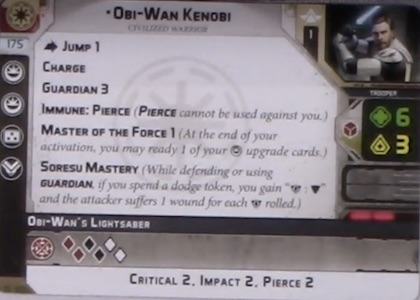 • Obi-Wan Kenobi
Civilized Warrior
1
175
Jump 1
Charge
Guardian 3
Immune: Pierce (Pierce cannot be used against you.)
Master of the Force 1 (At the end of your
activation, you may ready 1 of your upgrade cards.)
Soresu Mastery (While defending or using
Guardian, if you spend a dodge token, you gain " : "
and the attacker suffers 1 wound for each rolled.)
Trooper
6
3
Obi-Wan's Lightsaber
Critical 2, Impact 2, Pierce 2